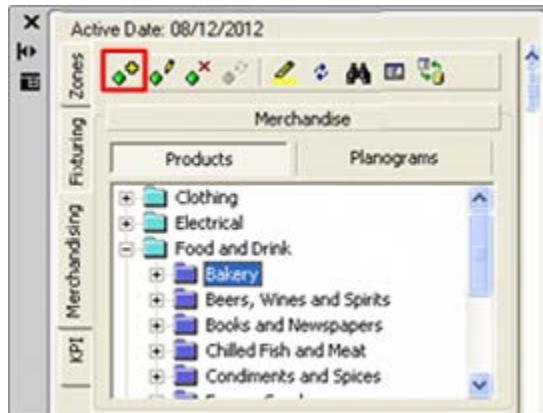 Active Date: 08/12/2012
Zones
Fixturing
Merchandising
KPI
Merchandise
Products
Planograms
Clothing
Electrical
Food and Drink
Bakery
Beers, Wines and Spirits
Books and Newspapers
Chilled Fish and Meat
Condiments and Spices